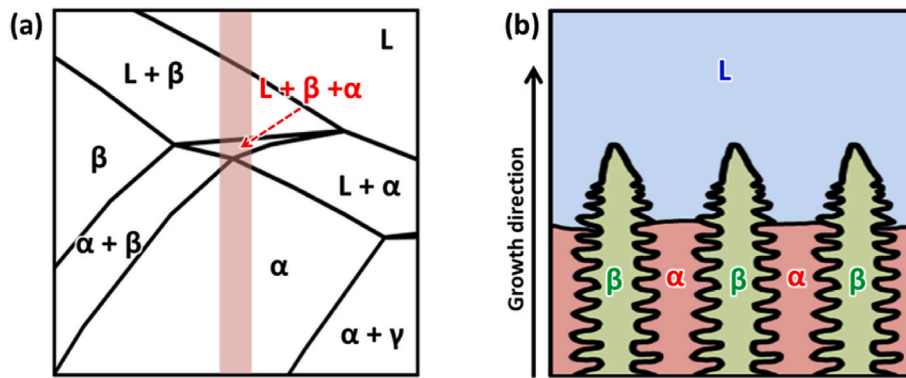 (a)
L
L + β
L + β +α
β
L + α
α + β
α
α + γ
(b)
L
Growth direction
β
α
β
α
β